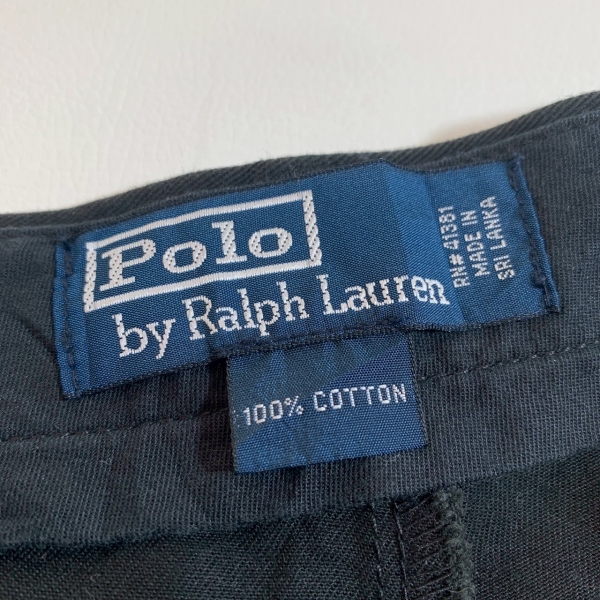 Polo
by Ralph Lauren
RN# 41381
MADE IN
SRI LANKA
100% COTTON